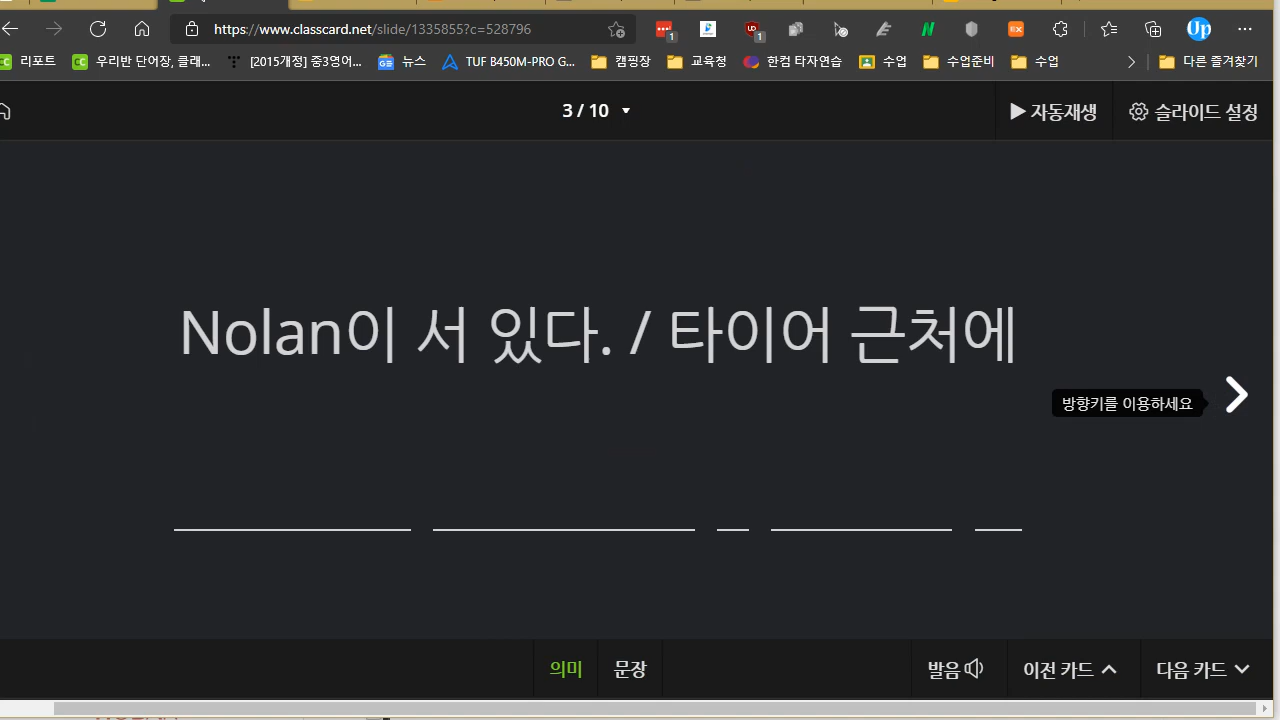 https://www.classcard.net/slide/1335855?c=528796
리포트 우리반 단어장, 클래... [2015개정] 중3영어... 뉴스 TUF B450M-PRO G... 캠핑장 교육청 한컴 타자연습 수업 수업준비 수업 다른 즐겨찾기
3 / 10 자동재생 슬라이드 설정
Nolan이 서 있다. / 타이어 근처에
방향키를 이용하세요
의미 문장 발음 이전 카드 다음 카드